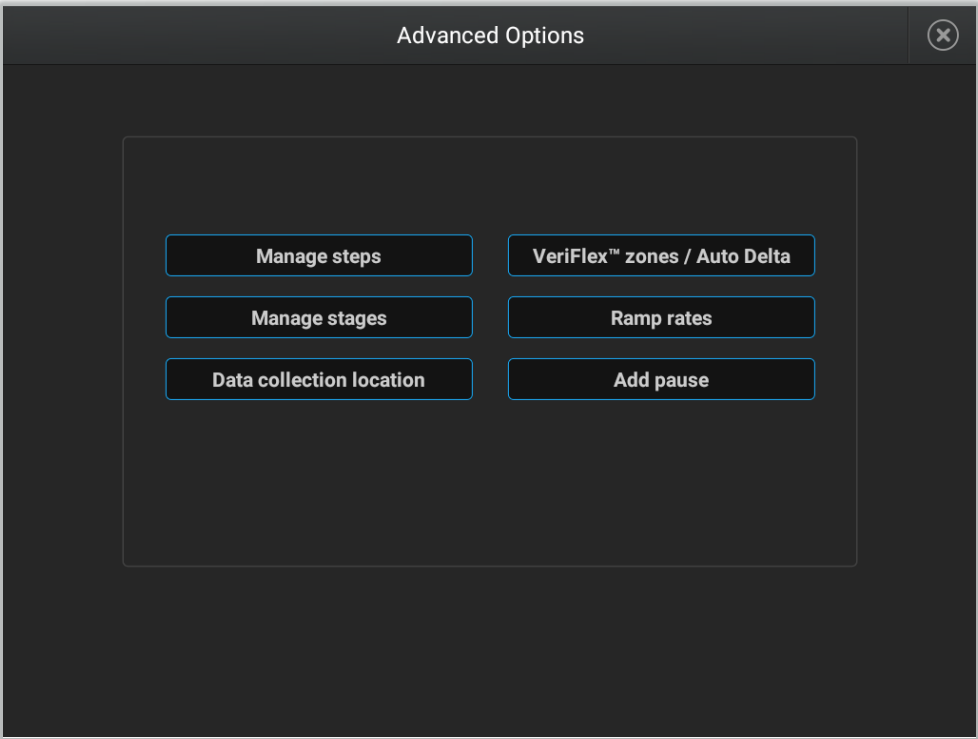 Advanced Options
Manage steps
VeriFlex™ zones / Auto Delta
Manage stages
Ramp rates
Data collection location
Add pause